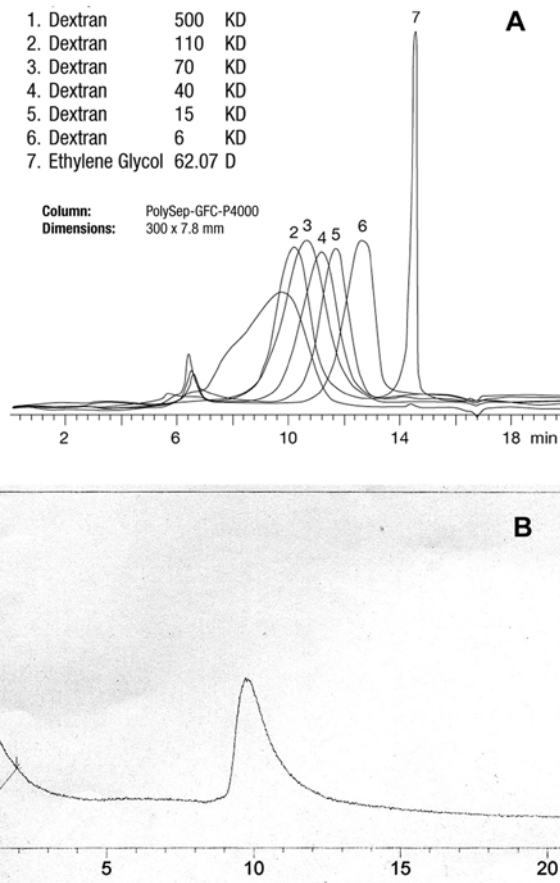 A
1. Dextran 500 KD
2. Dextran 110 KD
3. Dextran 70 KD
4. Dextran 40 KD
5. Dextran 15 KD
6. Dextran 6 KD
7. Ethylene Glycol 62.07 D
Column: PolySep-GFC-P4000
Dimensions: 300 x 7.8 mm
2 3 4 5 6 7
2 6 10 14 18 min
B
5 10 15 20